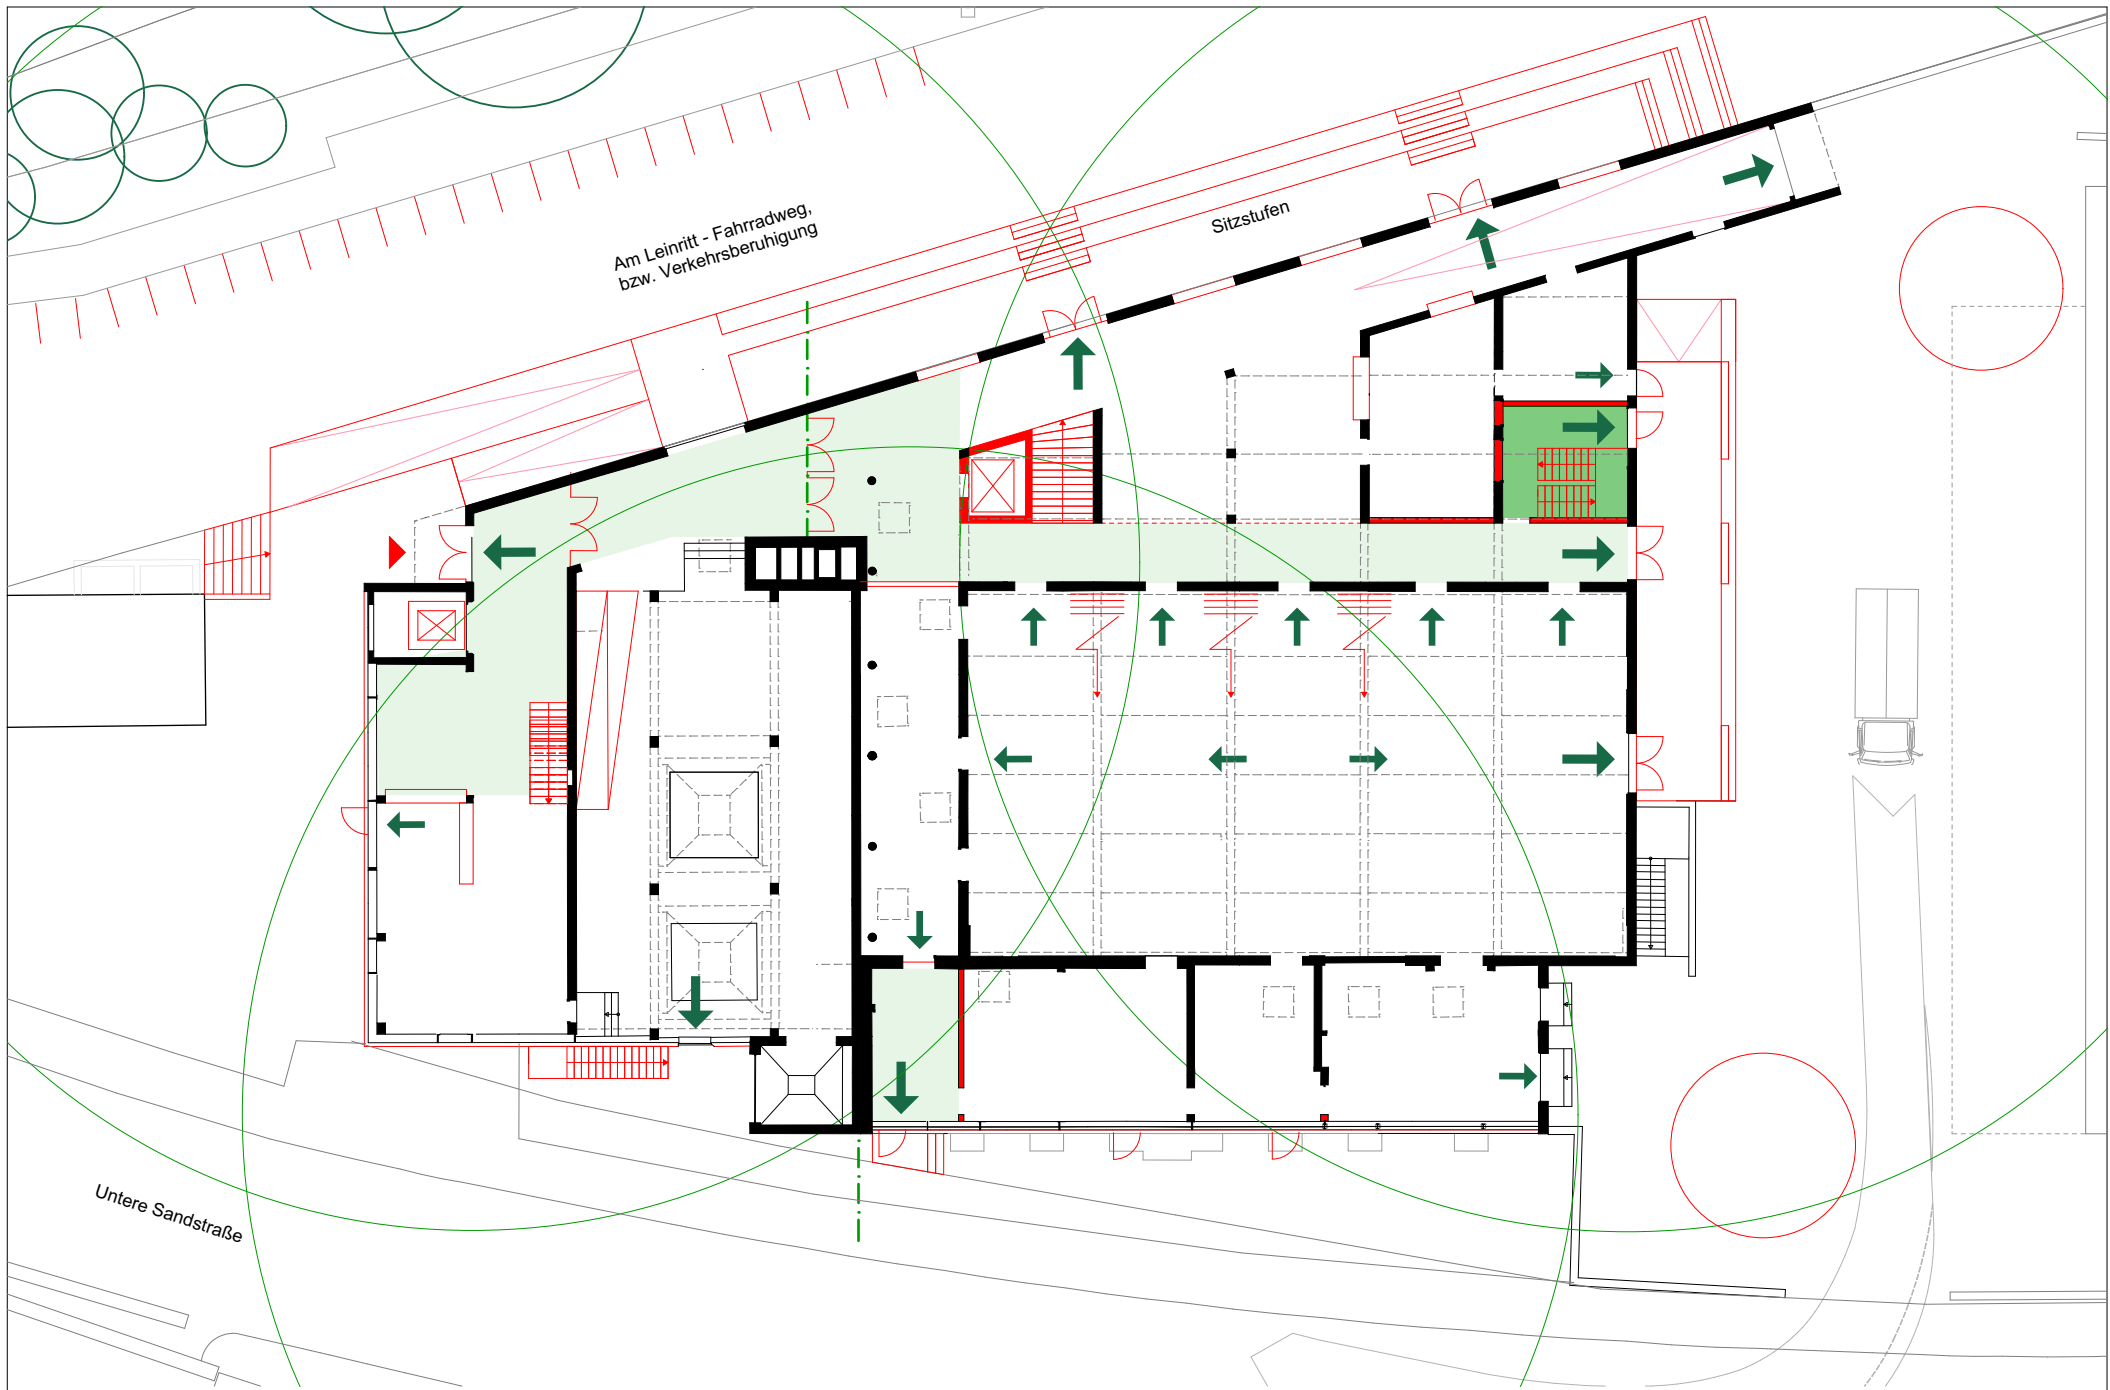 Am Leinritt - Fahrradweg,
bzw. Verkehrsberuhigung
Sitzstufen
Untere Sandstraße